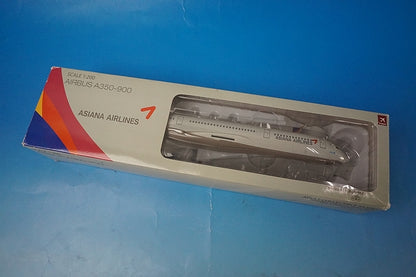 SCALE 1:200
AIRBUS A350-900
ASIANA AIRLINES
ASIANA AIRLINES